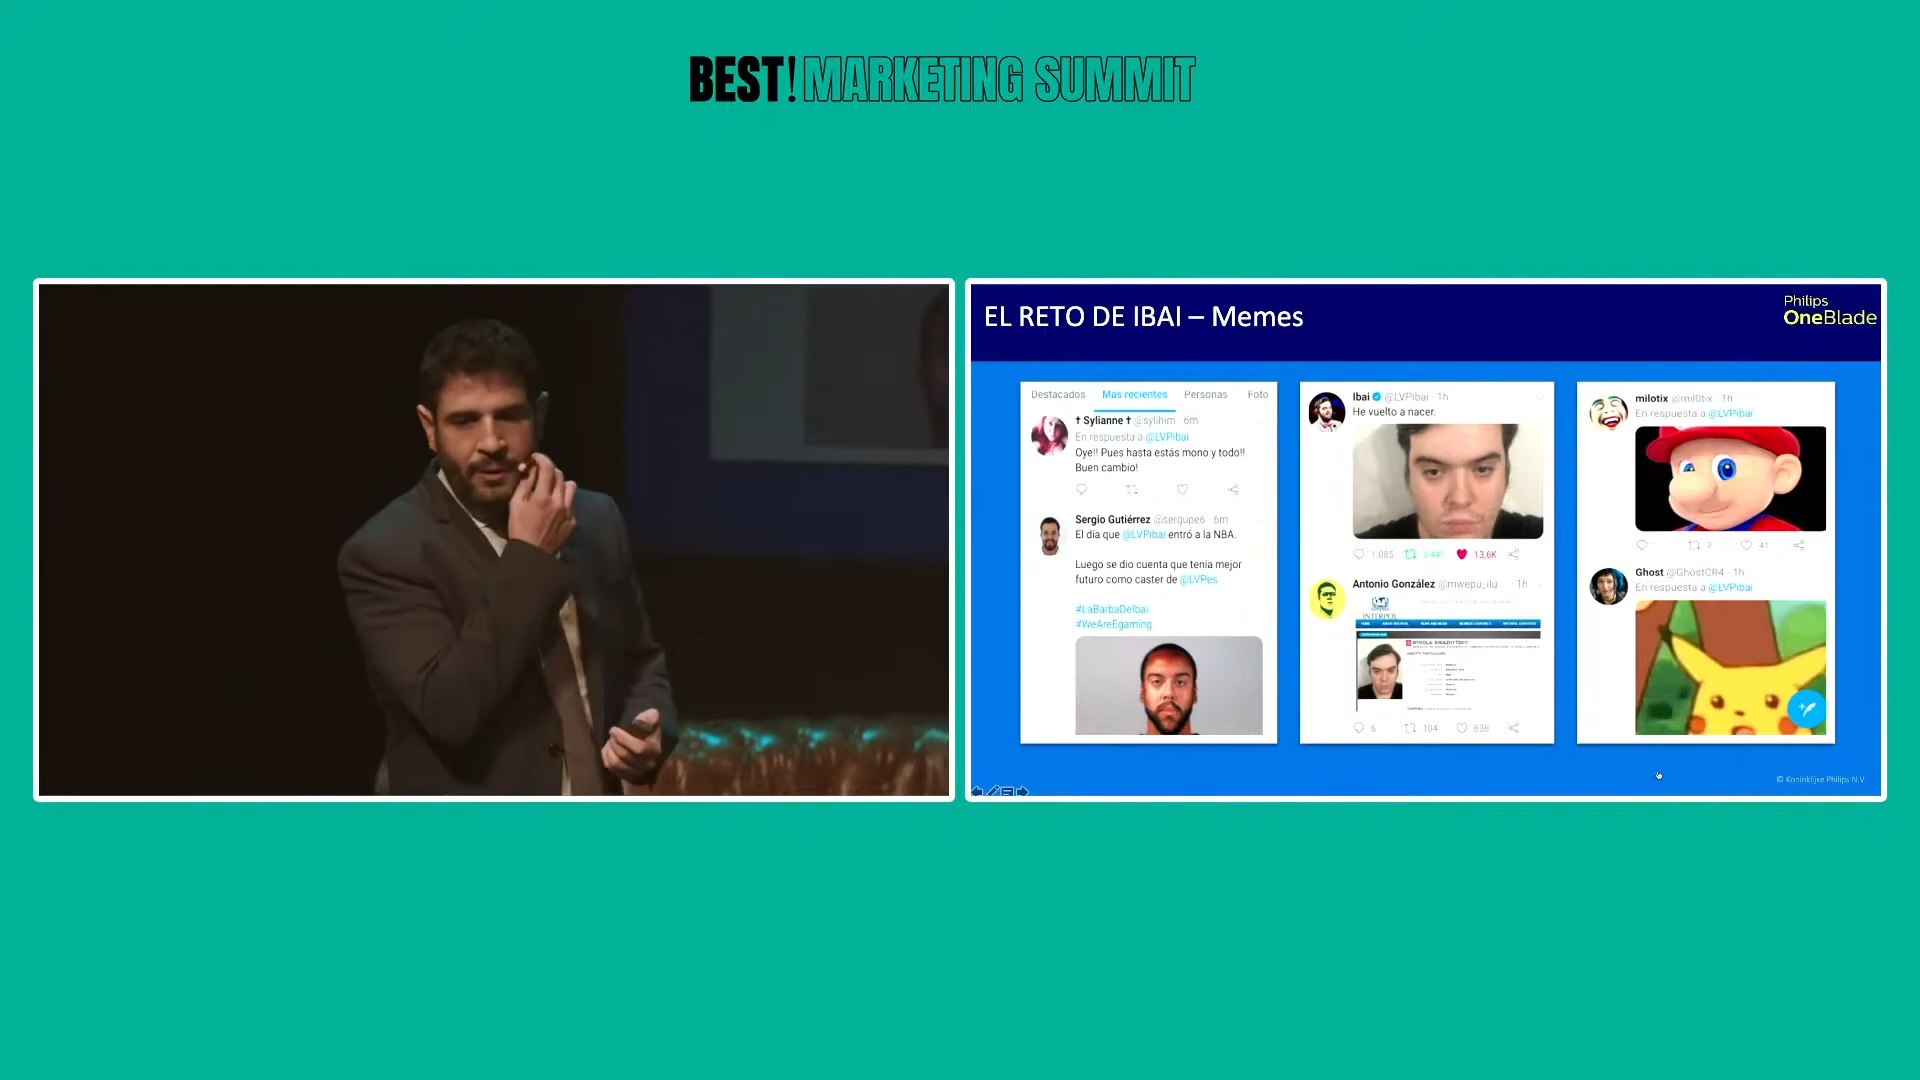 BEST! MARKETING SUMMIT
EL RETO DE IBAI – Memes
Philips
OneBlade
Destacados Mas recientes Personas Foto
† Sylianne † @sylihim 6m
En respuesta a @LVPibai
Oye!! Pues hasta estás mono y todo!!
Buen cambio!
Sergio Gutiérrez @sergupe6 · 6m
El día que @LVPibai entró a la NBA.
Luego se dio cuenta que tenía mejor
futuro como caster de @LVPes
#LaBarbaDeIbai
#WeAreEgaming
Ibai @LVPibai · 1h
He vuelto a nacer.
1.085 13,6K
Antonio González @mwepu_ilu... · 1h
INTERPOL
6 104 638
milotix @mil0tix · 1h
En respuesta a @LVPibai
7 41
Ghost @GhostCR4 · 1h
En respuesta a @LVPibai
© Koninklijke Philips N.V.